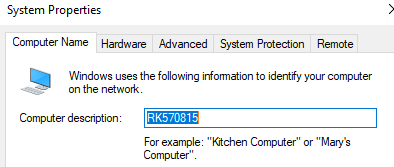 System Properties
Computer Name Hardware Advanced System Protection Remote
Windows uses the following information to identify your computer
on the network.
Computer description: RK570815
For example: "Kitchen Computer" or "Mary's
Computer".